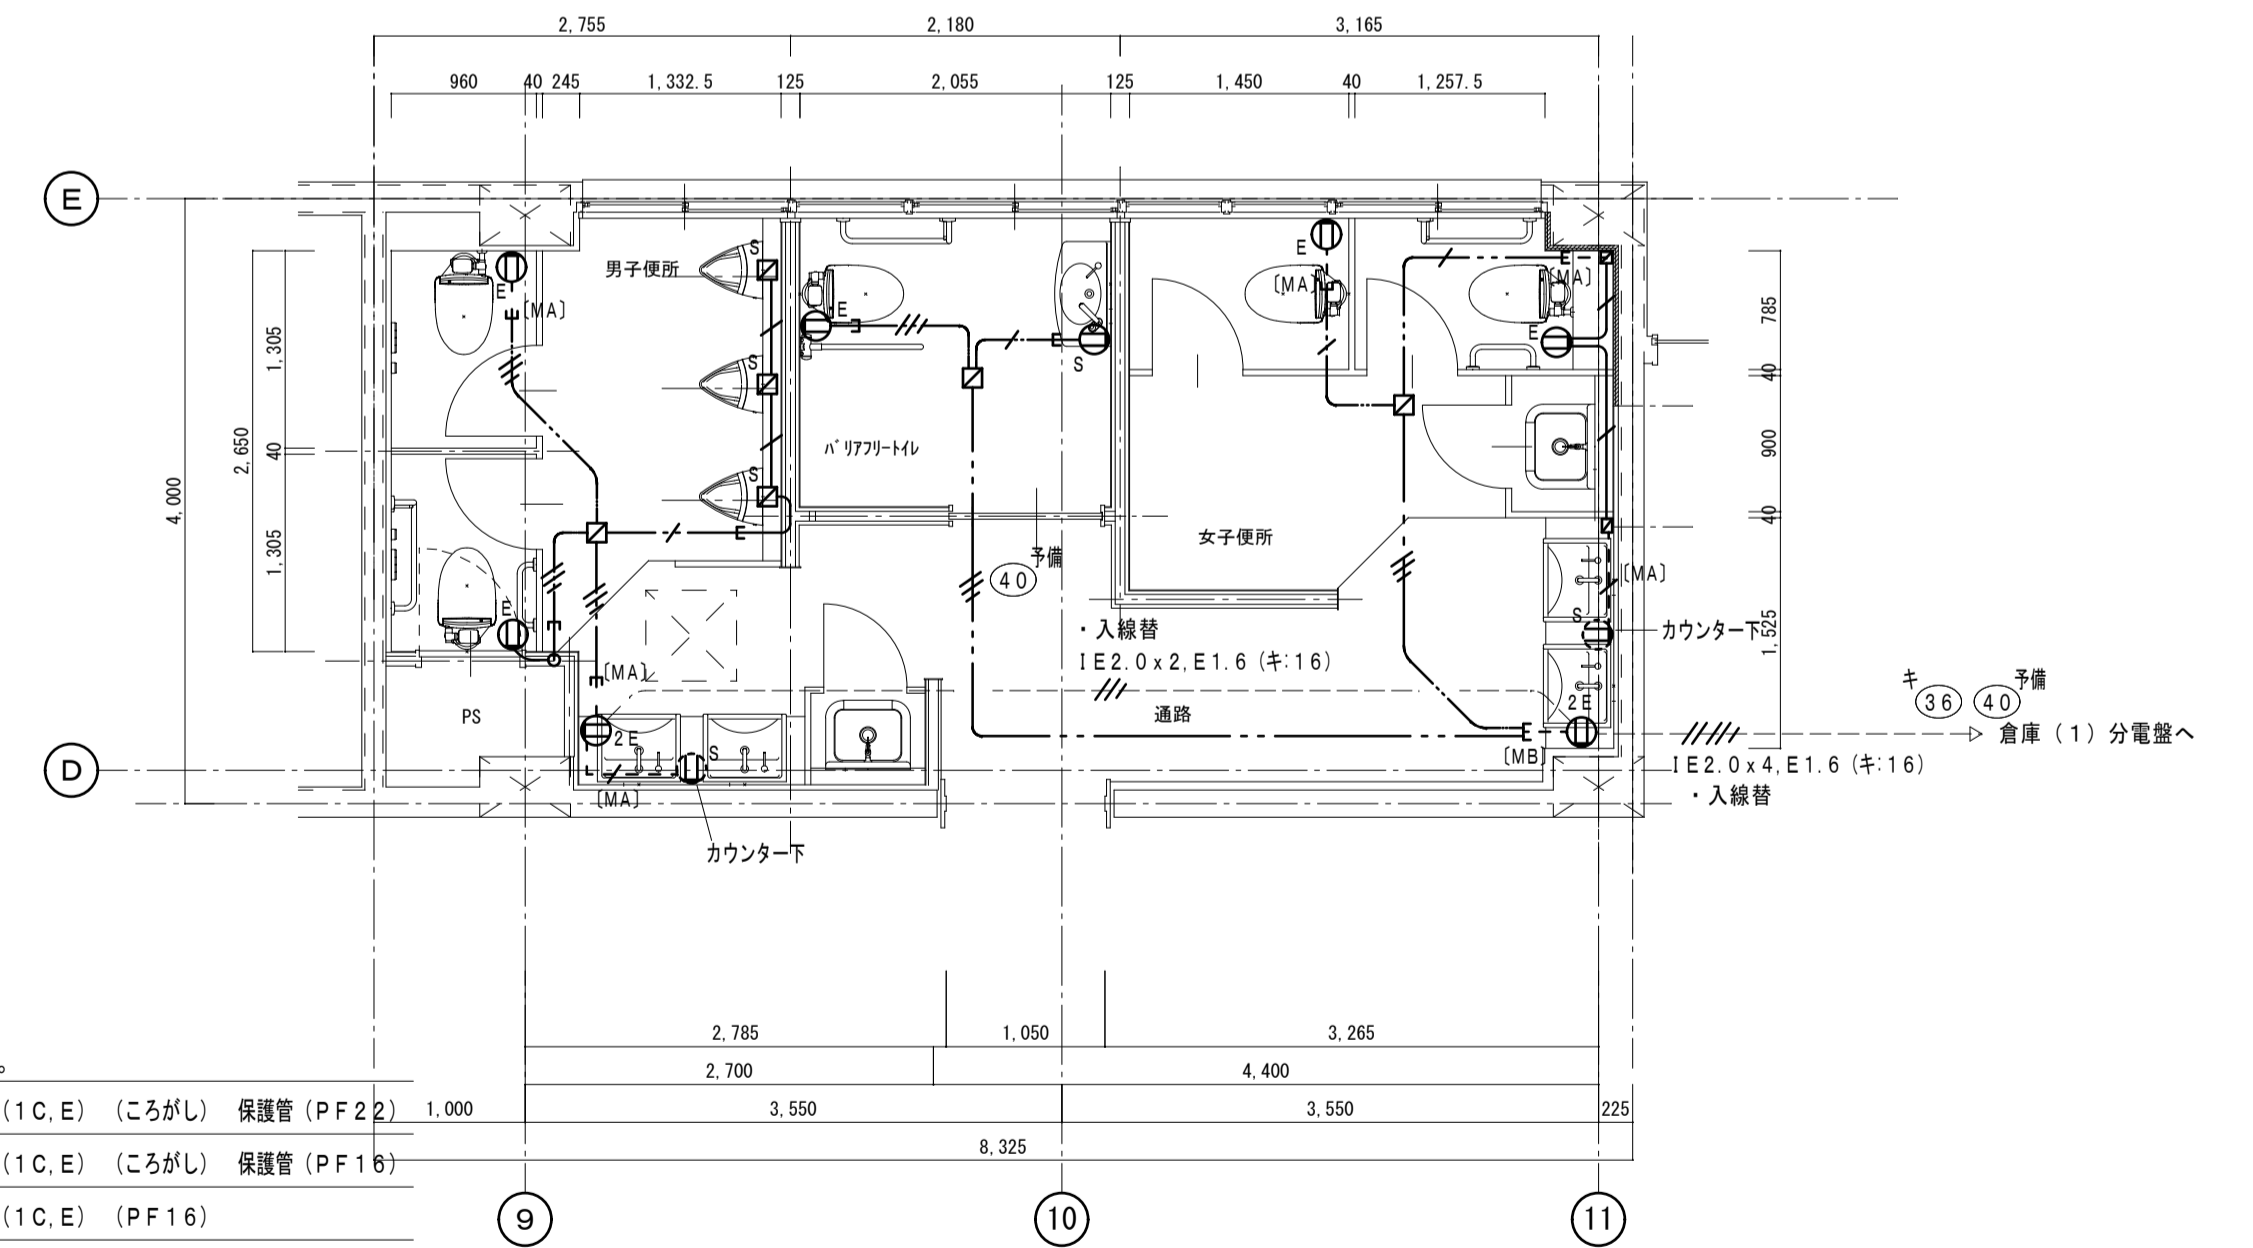 2,755
2,180
3,165
960
40
245
1,332.5
125
2,055
125
1,450
40
1,257.5
E
S
男子便所
E
[MA]
E
E
[MA]
[MA]
785
1,305
S
S
E
40
2,650
40
バリアフリートイレ
S
900
4,000
女子便所
40
1,305
予備
40
[MA]
E
S
カウンター下
1,525
・入線替
IE2.0x2,E1.6(キ:16)
[MA]
キ
36
40
予備
PS
通路
2E
2E
倉庫(1)分電盤へ
S
[MB]
IE2.0x4,E1.6(キ:16)
D
[MA]
・入線替
カウンター下
2,785
1,050
3,265
。
2,700
4,400
(1C,E) (ころがし) 保護管(PF22)
1,000
3,550
3,550
225
8,325
(1C,E) (ころがし) 保護管(PF16)
(1C,E) (PF16)
9
10
11